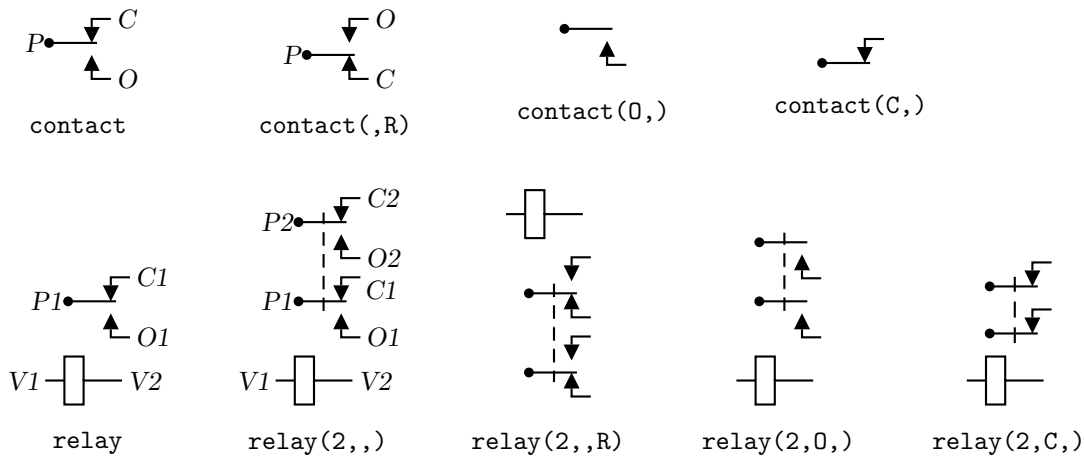 C
P
O
contact
O
P
C
contact(,R)
contact(O,)
contact(C,)
C1
P1
O1
V1 V2
relay
C2
P2
O2
C1
P1
O1
V1 V2
relay(2,,)
relay(2,,R)
relay(2,O,)
relay(2,C,)